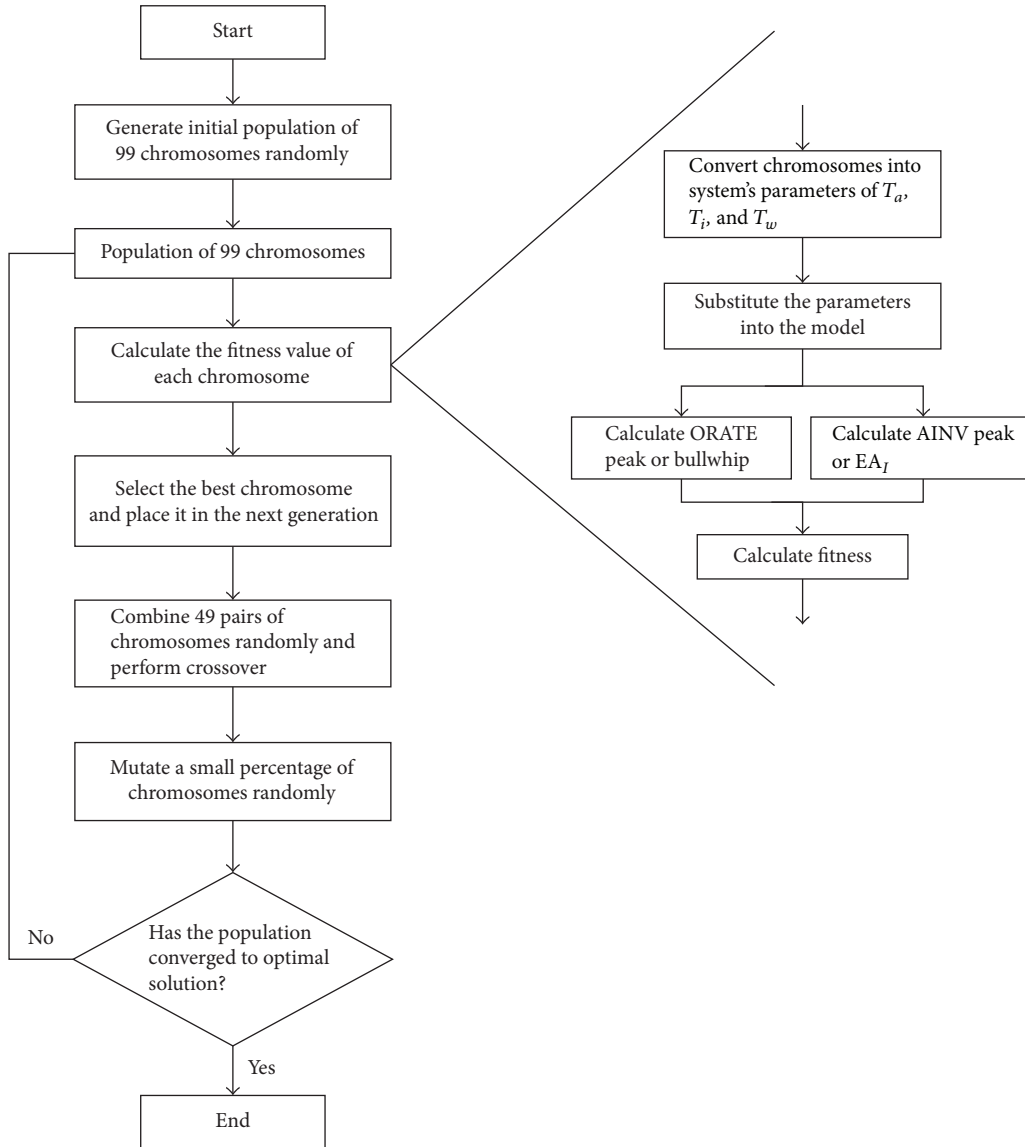 Start
Generate initial population of
99 chromosomes randomly
Population of 99 chromosomes
Calculate the fitness value of
each chromosome
Select the best chromosome
and place it in the next generation
Combine 49 pairs of
chromosomes randomly and
perform crossover
Mutate a small percentage of
chromosomes randomly
Has the population
converged to optimal
solution?
No
Yes
End
Convert chromosomes into
system's parameters of T_a,
T_i, and T_w
Substitute the parameters
into the model
Calculate ORATE
peak or bullwhip
Calculate AINV peak
or EA_I
Calculate fitness